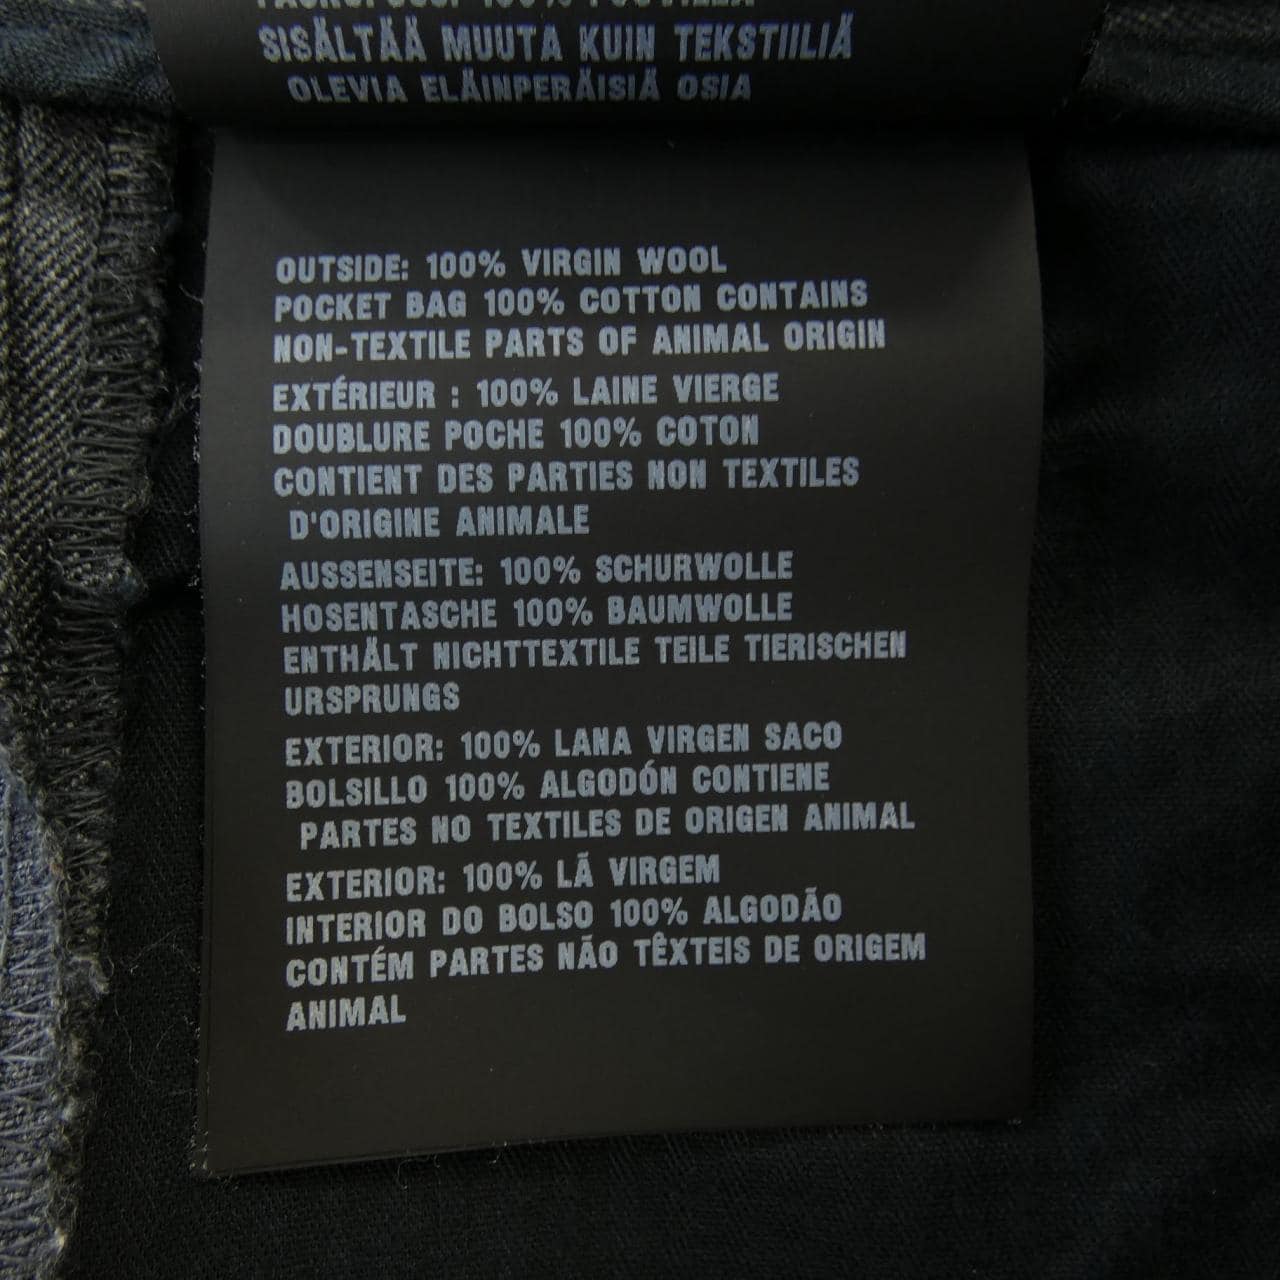 SISÄLTÄÄ MUUTA KUIN TEKSTIILIÄ
OLEVIA ELÄINPERÄISIÄ OSIA
OUTSIDE: 100% VIRGIN WOOL
POCKET BAG 100% COTTON CONTAINS
NON-TEXTILE PARTS OF ANIMAL ORIGIN
EXTÉRIEUR : 100% LAINE VIERGE
DOUBLURE POCHE 100% COTON
CONTIENT DES PARTIES NON TEXTILES
D'ORIGINE ANIMALE
AUSSENSEITE: 100% SCHURWOLLE
HOSENTASCHE 100% BAUMWOLLE
ENTHÄLT NICHTTEXTILE TEILE TIERISCHEN
URSPRUNGS
EXTERIOR: 100% LANA VIRGEN SACO
BOLSILLO 100% ALGODÓN CONTIENE
PARTES NO TEXTILES DE ORIGEN ANIMAL
EXTERIOR: 100% LÃ VIRGEM
INTERIOR DO BOLSO 100% ALGODÃO
CONTÉM PARTES NÃO TÊXTEIS DE ORIGEM
ANIMAL